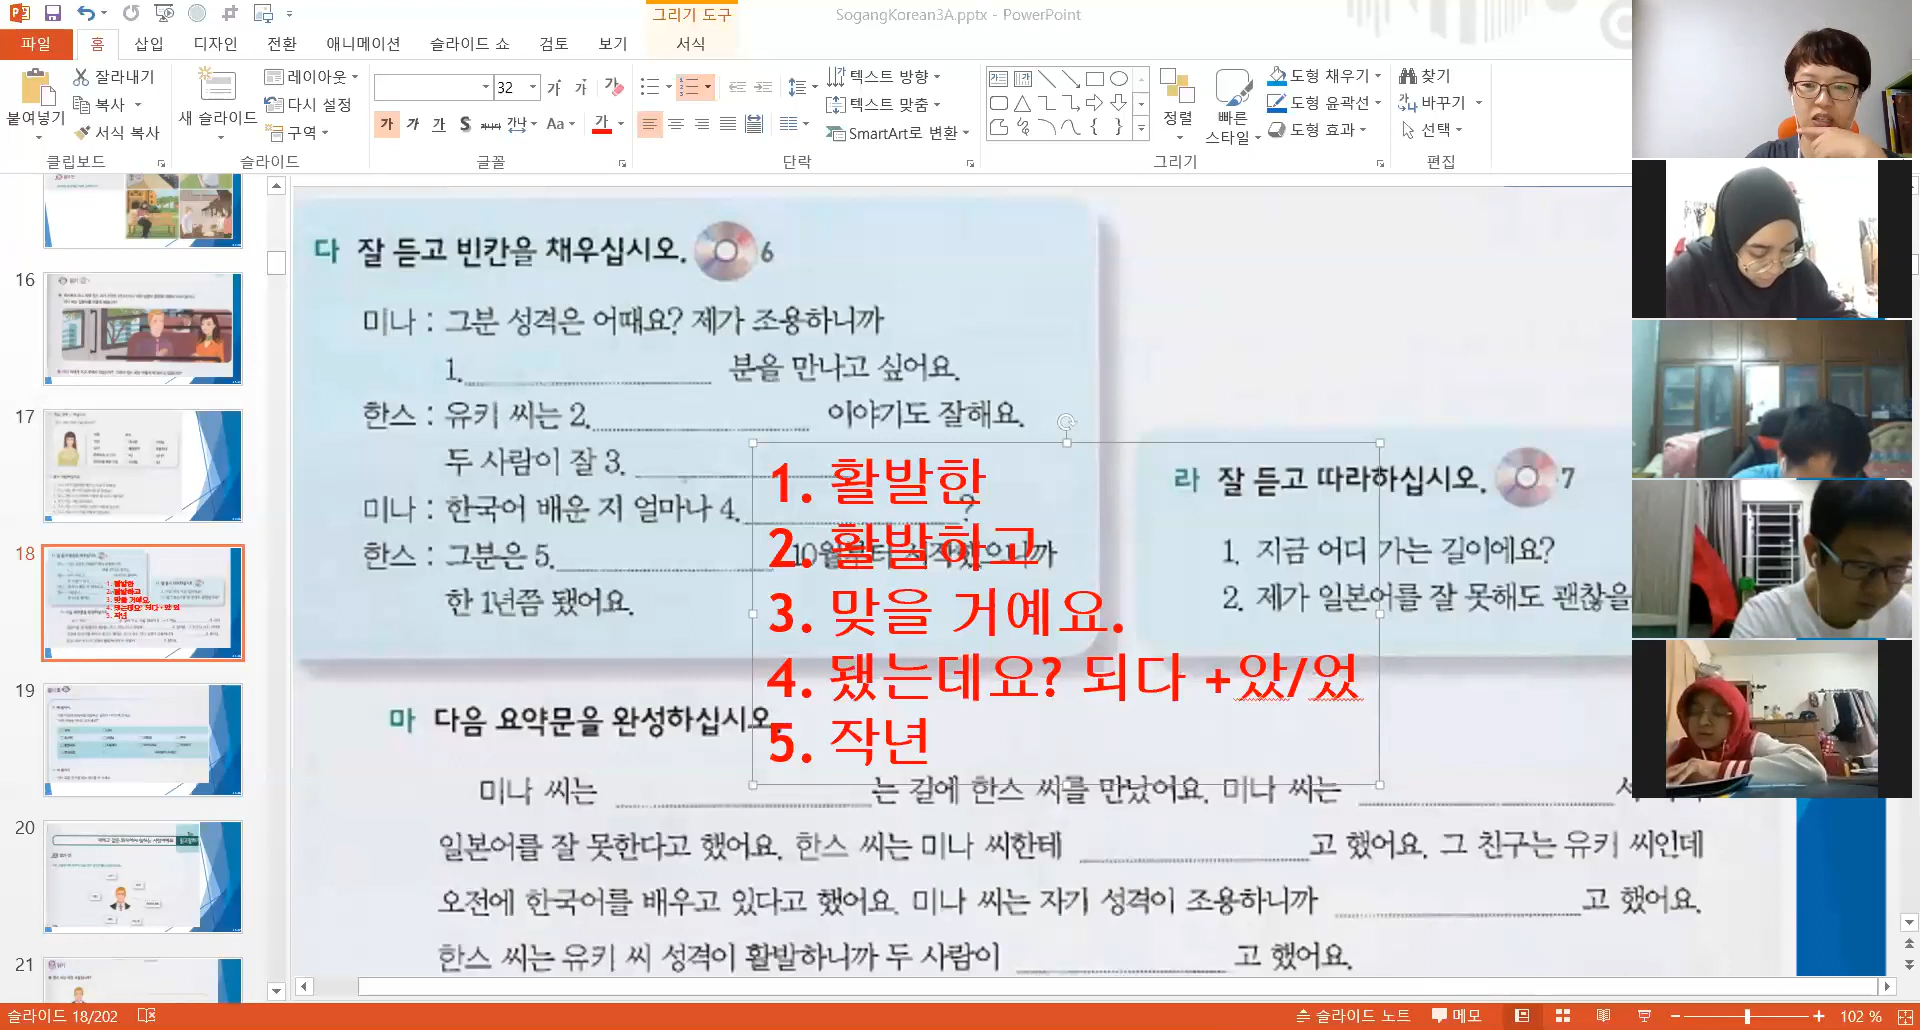 그리기 도구
SogangKorean3A.pptx - PowerPoint
파일 홈 삽입 디자인 전환 애니메이션 슬라이드 쇼 검토 보기 서식
붙여넣기 잘라내기 복사 서식 복사
새 슬라이드 레이아웃 다시 설정 구역
32
가 가 가 S 가나다 간 Aa 가
텍스트 방향 텍스트 맞춤 SmartArt로 변환
정렬 빠른 스타일 도형 채우기 도형 윤곽선 도형 효과
찾기 바꾸기 선택
클립보드 슬라이드 글꼴 단락 그리기 편집
16
17
18
19
20
21
다 잘 듣고 빈칸을 채우십시오. 6
미나 : 그분 성격은 어때요? 제가 조용하니까
1. 분을 만나고 싶어요.
한스 : 유키 씨는 2. 이야기도 잘해요.
두 사람이 잘 3.
미나 : 한국어 배운 지 얼마나 4. ?
한스 : 그분은 5. 10월부터 시작했으니까
한 1년쯤 됐어요.
1. 활발한
2. 활발하고
3. 맞을 거예요.
4. 됐는데요? 되다 +았/었
5. 작년
라 잘 듣고 따라하십시오. 7
1. 지금 어디 가는 길이에요?
2. 제가 일본어를 잘 못해도 괜찮을
마 다음 요약문을 완성하십시오.
미나 씨는 는 길에 한스 씨를 만났어요. 미나 씨는
일본어를 잘 못한다고 했어요. 한스 씨는 미나 씨한테 고 했어요. 그 친구는 유키 씨인데
오전에 한국어를 배우고 있다고 했어요. 미나 씨는 자기 성격이 조용하니까 고 했어요.
한스 씨는 유키 씨 성격이 활발하니까 두 사람이 고 했어요.
슬라이드 18/202 슬라이드 노트 메모 102 %